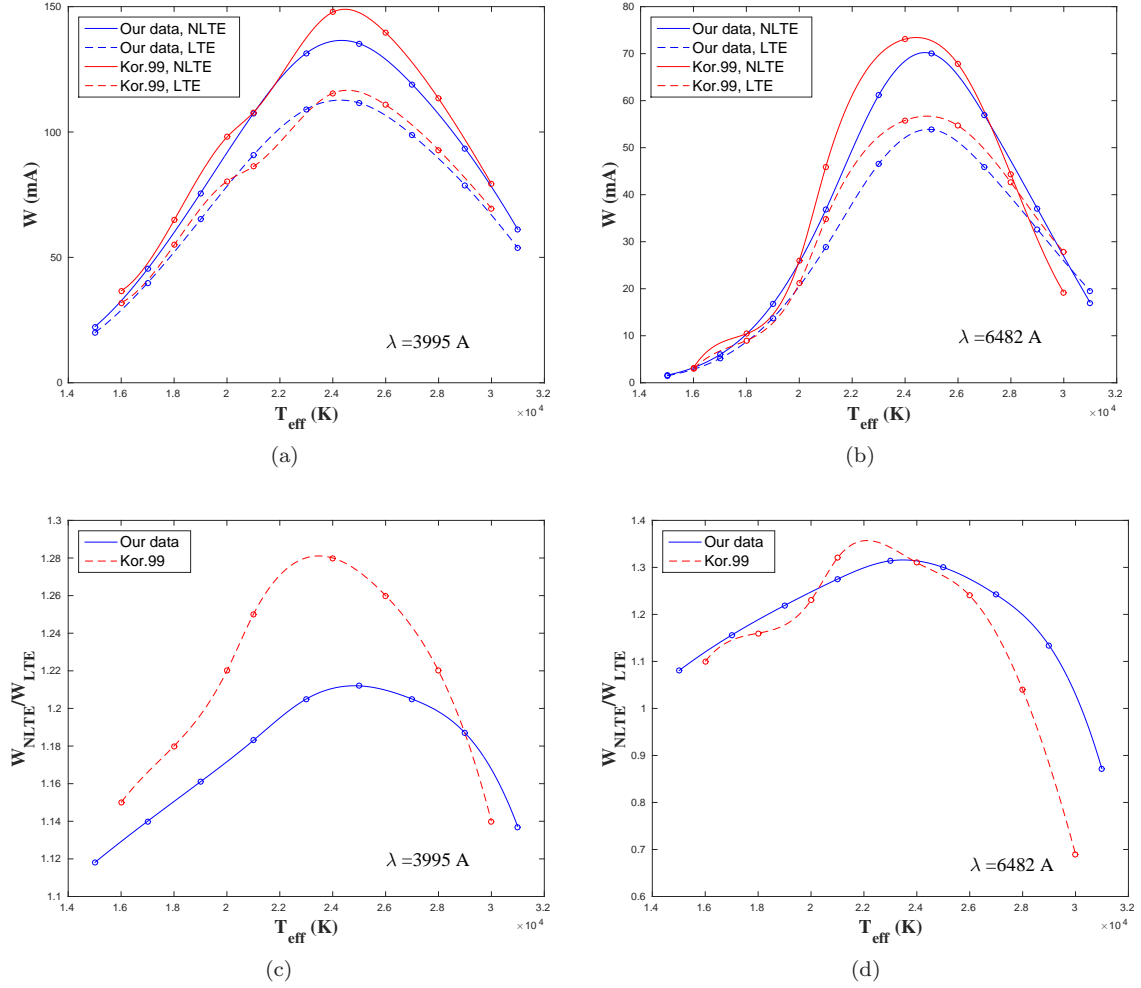 150
100
50
0
W (mA)
Our data, NLTE
Our data, LTE
Kor.99, NLTE
Kor.99, LTE
λ =3995 A
1.4 1.6 1.8 2 2.2 2.4 2.6 2.8 3 3.2
×10⁴
T_eff (K)
(a)
80
70
60
50
40
30
20
10
0
W (mA)
Our data, NLTE
Our data, LTE
Kor.99, NLTE
Kor.99, LTE
λ =6482 A
1.4 1.6 1.8 2 2.2 2.4 2.6 2.8 3 3.2
×10⁴
T_eff (K)
(b)
1.3
1.28
1.26
1.24
1.22
1.2
1.18
1.16
1.14
1.12
1.1
W_NLTE/W_LTE
Our data
Kor.99
λ =3995 A
1.4 1.6 1.8 2 2.2 2.4 2.6 2.8 3 3.2
×10⁴
T_eff (K)
(c)
1.4
1.3
1.2
1.1
1
0.9
0.8
0.7
0.6
W_NLTE/W_LTE
Our data
Kor.99
λ =6482 A
1.4 1.6 1.8 2 2.2 2.4 2.6 2.8 3 3.2
×10⁴
T_eff (K)
(d)